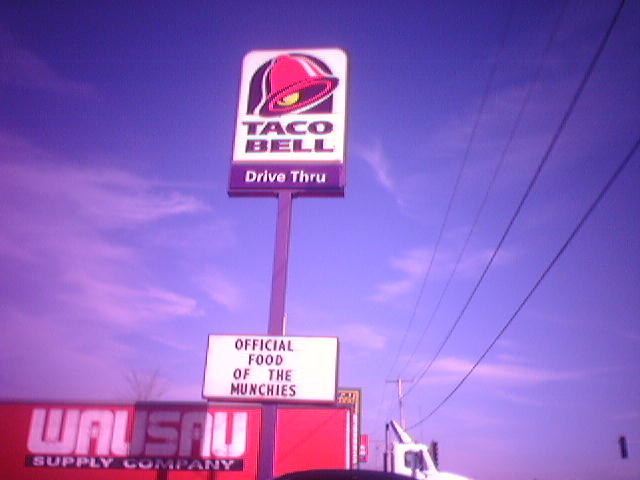 TACO
BELL
Drive Thru
OFFICIAL
FOOD
OF THE
MUNCHIES
WAUSAU
SUPPLY COMPANY